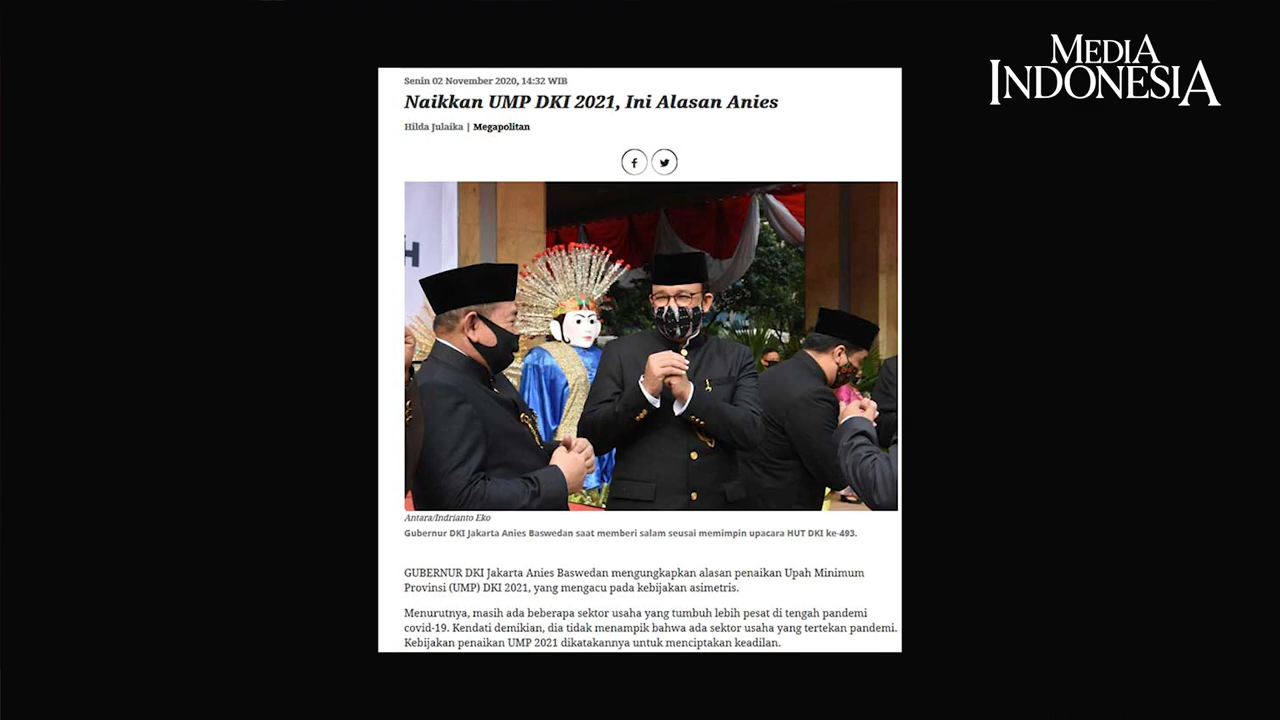 MEDIA
INDONESIA
Senin 02 November 2020, 14:32 WIB
Naikkan UMP DKI 2021, Ini Alasan Anies
Hilda Julaika | Megapolitan
H
Antara/Indrianto Eko
Gubernur DKI Jakarta Anies Baswedan saat memberi salam seusai memimpin upacara HUT DKI ke-493.
GUBERNUR DKI Jakarta Anies Baswedan mengungkapkan alasan penaikan Upah Minimum
Provinsi (UMP) DKI 2021, yang mengacu pada kebijakan asimetris.
Menurutnya, masih ada beberapa sektor usaha yang tumbuh lebih pesat di tengah pandemi
covid-19. Kendati demikian, dia tidak menampik bahwa ada sektor usaha yang tertekan pandemi.
Kebijakan penaikan UMP 2021 dikatakannya untuk menciptakan keadilan.